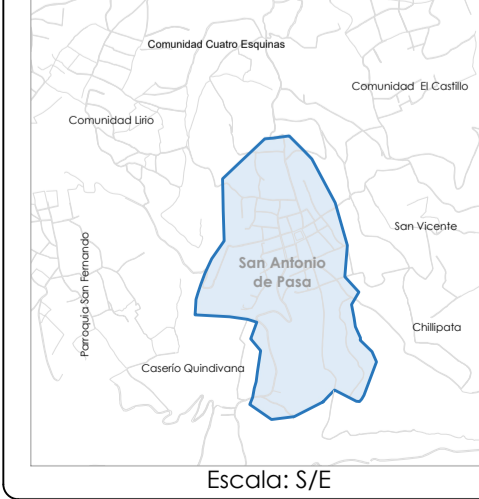 Comunidad Cuatro Esquinas
Comunidad El Castillo
Comunidad Lirio
San Vicente
Parroquia San Fernando
San Antonio
de Pasa
Chillipata
Caserío Quindivana
Escala: S/E